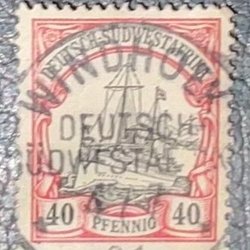 DEUTSCH-SÜDWESTAFRIKA
WINDHUK
DEUTSCH
SÜDWESTAF
40 PFENNIG 40